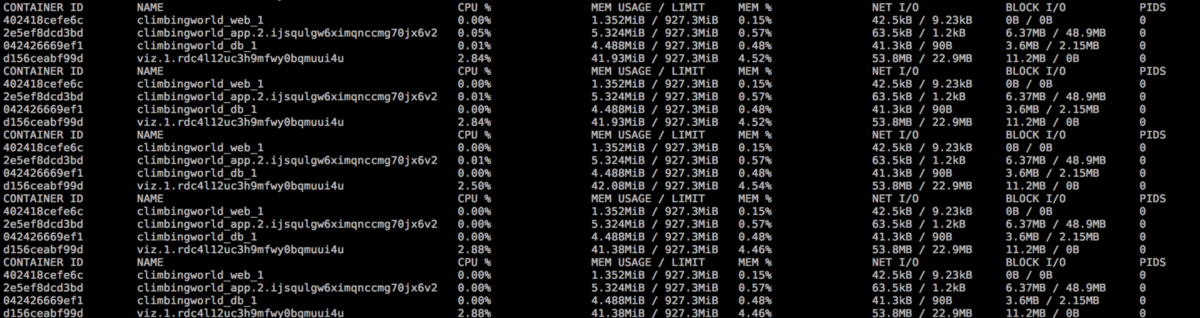 CONTAINER ID NAME CPU % MEM USAGE / LIMIT MEM % NET I/O BLOCK I/O PIDS
402418cefe6c climbingworld_web_1 0.00% 1.352MiB / 927.3MiB 0.15% 42.5kB / 9.23kB 0B / 0B 0
2e5ef8dcd3bd climbingworld_app.2.ijsqulgw6ximqnccmg70jx6v2 0.05% 5.324MiB / 927.3MiB 0.57% 63.5kB / 1.2kB 6.37MB / 48.9MB 0
042426669ef1 climbingworld_db_1 0.01% 4.488MiB / 927.3MiB 0.48% 41.3kB / 90B 3.6MB / 2.15MB 0
d156ceabf99d viz.1.rdc4l12uc3h9mfwy0bqmuui4u 2.84% 41.93MiB / 927.3MiB 4.52% 53.8MB / 22.9MB 11.2MB / 0B 0
CONTAINER ID NAME CPU % MEM USAGE / LIMIT MEM % NET I/O BLOCK I/O PIDS
402418cefe6c climbingworld_web_1 0.00% 1.352MiB / 927.3MiB 0.15% 42.5kB / 9.23kB 0B / 0B 0
2e5ef8dcd3bd climbingworld_app.2.ijsqulgw6ximqnccmg70jx6v2 0.01% 5.324MiB / 927.3MiB 0.57% 63.5kB / 1.2kB 6.37MB / 48.9MB 0
042426669ef1 climbingworld_db_1 0.00% 4.488MiB / 927.3MiB 0.48% 41.3kB / 90B 3.6MB / 2.15MB 0
d156ceabf99d viz.1.rdc4l12uc3h9mfwy0bqmuui4u 2.84% 41.93MiB / 927.3MiB 4.52% 53.8MB / 22.9MB 11.2MB / 0B 0
CONTAINER ID NAME CPU % MEM USAGE / LIMIT MEM % NET I/O BLOCK I/O PIDS
402418cefe6c climbingworld_web_1 0.00% 1.352MiB / 927.3MiB 0.15% 42.5kB / 9.23kB 0B / 0B 0
2e5ef8dcd3bd climbingworld_app.2.ijsqulgw6ximqnccmg70jx6v2 0.01% 5.324MiB / 927.3MiB 0.57% 63.5kB / 1.2kB 6.37MB / 48.9MB 0
042426669ef1 climbingworld_db_1 0.00% 4.488MiB / 927.3MiB 0.48% 41.3kB / 90B 3.6MB / 2.15MB 0
d156ceabf99d viz.1.rdc4l12uc3h9mfwy0bqmuui4u 2.50% 42.08MiB / 927.3MiB 4.54% 53.8MB / 22.9MB 11.2MB / 0B 0
CONTAINER ID NAME CPU % MEM USAGE / LIMIT MEM % NET I/O BLOCK I/O PIDS
402418cefe6c climbingworld_web_1 0.00% 1.352MiB / 927.3MiB 0.15% 42.5kB / 9.23kB 0B / 0B 0
2e5ef8dcd3bd climbingworld_app.2.ijsqulgw6ximqnccmg70jx6v2 0.00% 5.324MiB / 927.3MiB 0.57% 63.5kB / 1.2kB 6.37MB / 48.9MB 0
042426669ef1 climbingworld_db_1 0.00% 4.488MiB / 927.3MiB 0.48% 41.3kB / 90B 3.6MB / 2.15MB 0
d156ceabf99d viz.1.rdc4l12uc3h9mfwy0bqmuui4u 2.88% 41.38MiB / 927.3MiB 4.46% 53.8MB / 22.9MB 11.2MB / 0B 0
CONTAINER ID NAME CPU % MEM USAGE / LIMIT MEM % NET I/O BLOCK I/O PIDS
402418cefe6c climbingworld_web_1 0.00% 1.352MiB / 927.3MiB 0.15% 42.5kB / 9.23kB 0B / 0B 0
2e5ef8dcd3bd climbingworld_app.2.ijsqulgw6ximqnccmg70jx6v2 0.00% 5.324MiB / 927.3MiB 0.57% 63.5kB / 1.2kB 6.37MB / 48.9MB 0
042426669ef1 climbingworld_db_1 0.00% 4.488MiB / 927.3MiB 0.48% 41.3kB / 90B 3.6MB / 2.15MB 0
d156ceabf99d viz.1.rdc4l12uc3h9mfwy0bqmuui4u 2.88% 41.38MiB / 927.3MiB 4.46% 53.8MB / 22.9MB 11.2MB / 0B 0